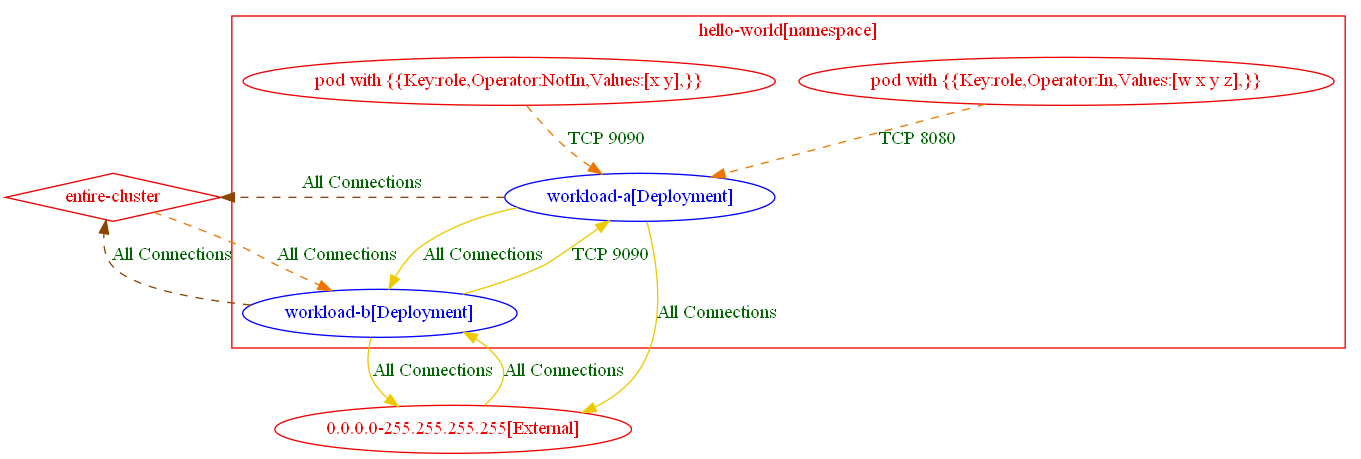 hello-world[namespace]
pod with {{Key:role,Operator:NotIn,Values:[x y],}}
pod with {{Key:role,Operator:In,Values:[w x y z],}}
TCP 9090
TCP 8080
All Connections
entire-cluster
workload-a[Deployment]
All Connections
All Connections
All Connections
TCP 9090
workload-b[Deployment]
All Connections
All Connections
All Connections
0.0.0.0-255.255.255.255[External]